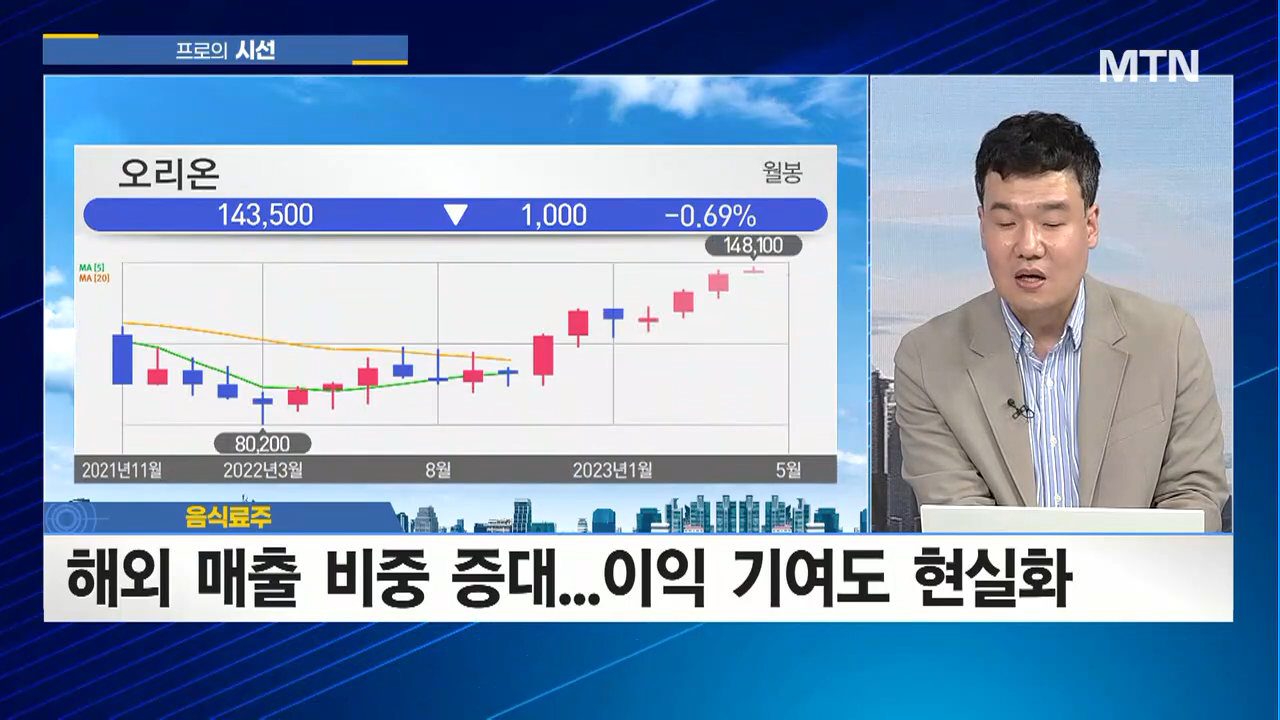 프로의 시선
MTN
오리온
월봉
143,500 ▼ 1,000 -0.69%
148,100
MA [5]
MA [20]
80,200
2021년11월 2022년3월 8월 2023년1월 5월
음식료주
해외 매출 비중 증대...이익 기여도 현실화